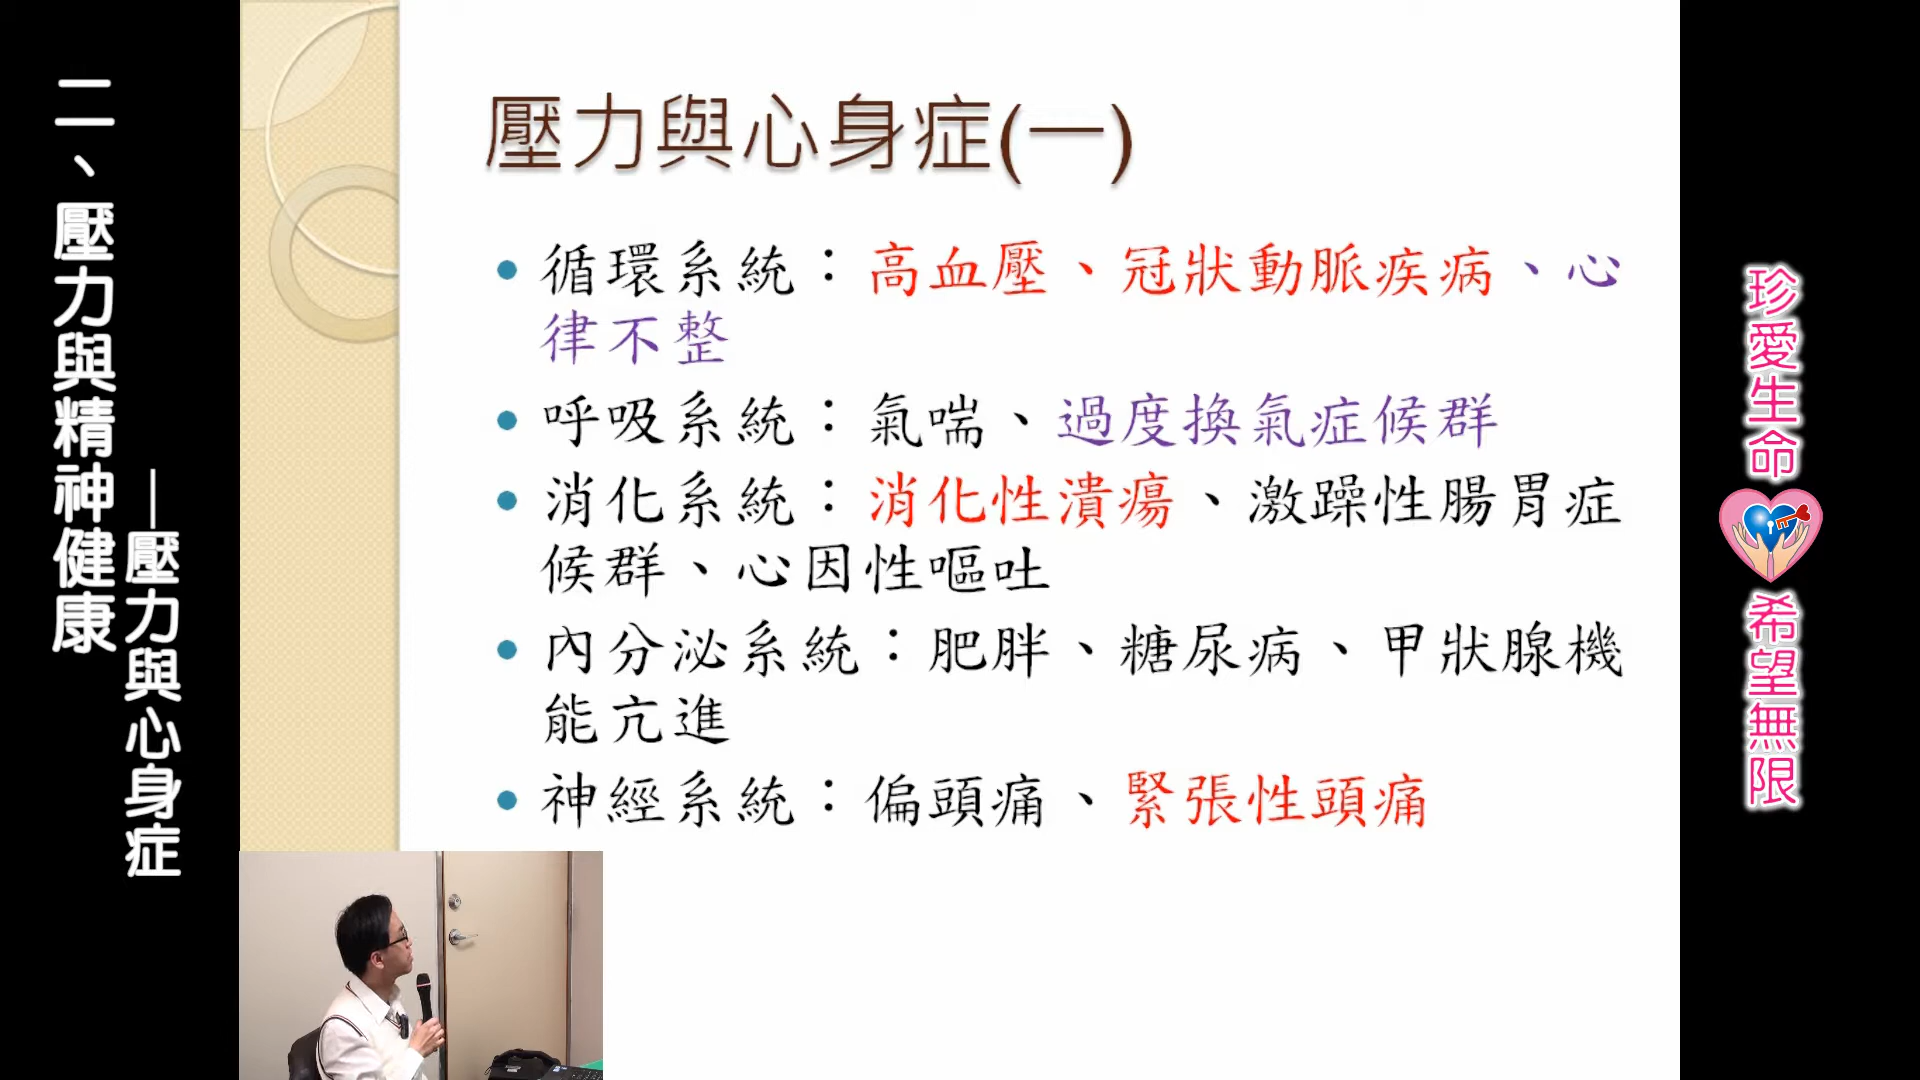 二、壓力與精神健康
—壓力與心身症
壓力與心身症(一)
循環系統：高血壓、冠狀動脈疾病、心
律不整
呼吸系統：氣喘、過度換氣症候群
消化系統：消化性潰瘍、激躁性腸胃症
候群、心因性嘔吐
內分泌系統：肥胖、糖尿病、甲狀腺機
能亢進
神經系統：偏頭痛、緊張性頭痛
珍愛生命
希望無限